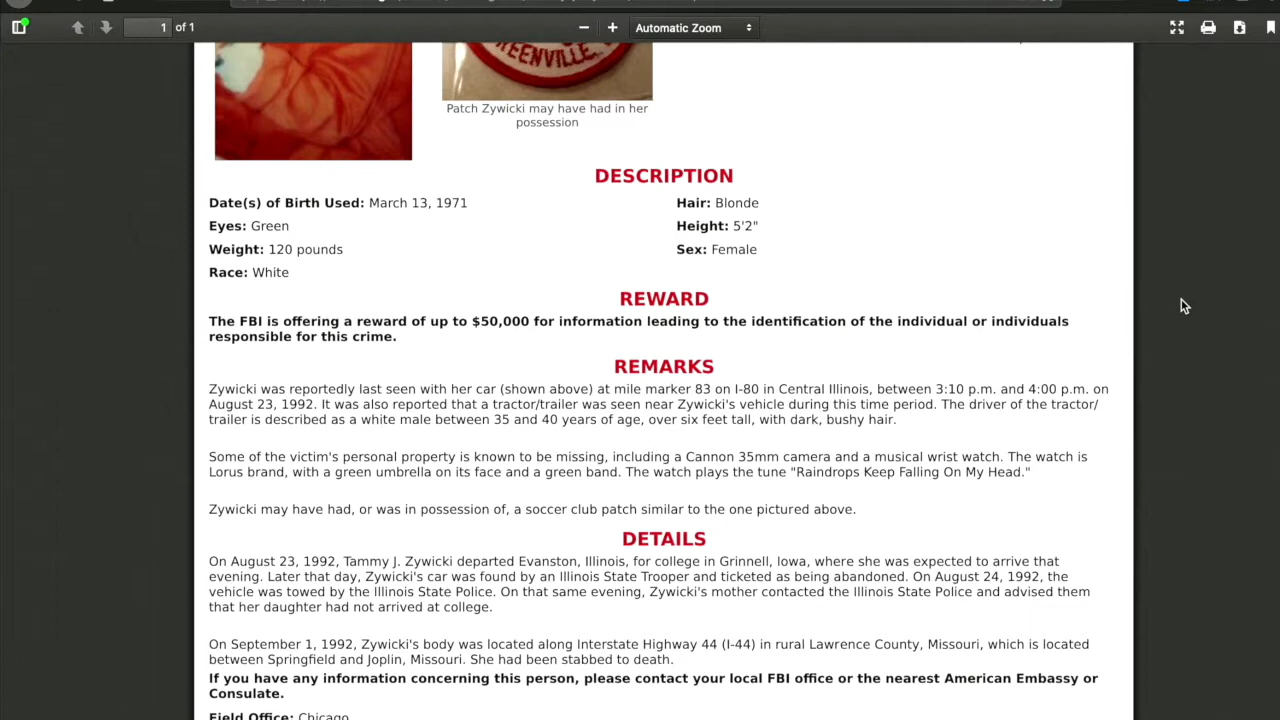 1 of 1
Automatic Zoom
GREENVILLE,
Patch Zywicki may have had in her
possession
DESCRIPTION
Date(s) of Birth Used: March 13, 1971
Hair: Blonde
Eyes: Green
Height: 5'2"
Weight: 120 pounds
Sex: Female
Race: White
REWARD
The FBI is offering a reward of up to $50,000 for information leading to the identification of the individual or individuals
responsible for this crime.
REMARKS
Zywicki was reportedly last seen with her car (shown above) at mile marker 83 on I-80 in Central Illinois, between 3:10 p.m. and 4:00 p.m. on
August 23, 1992. It was also reported that a tractor/trailer was seen near Zywicki's vehicle during this time period. The driver of the tractor/
trailer is described as a white male between 35 and 40 years of age, over six feet tall, with dark, bushy hair.
Some of the victim's personal property is known to be missing, including a Cannon 35mm camera and a musical wrist watch. The watch is
Lorus brand, with a green umbrella on its face and a green band. The watch plays the tune "Raindrops Keep Falling On My Head."
Zywicki may have had, or was in possession of, a soccer club patch similar to the one pictured above.
DETAILS
On August 23, 1992, Tammy J. Zywicki departed Evanston, Illinois, for college in Grinnell, Iowa, where she was expected to arrive that
evening. Later that day, Zywicki's car was found by an Illinois State Trooper and ticketed as being abandoned. On August 24, 1992, the
vehicle was towed by the Illinois State Police. On that same evening, Zywicki's mother contacted the Illinois State Police and advised them
that her daughter had not arrived at college.
On September 1, 1992, Zywicki's body was located along Interstate Highway 44 (I-44) in rural Lawrence County, Missouri, which is located
between Springfield and Joplin, Missouri. She had been stabbed to death.
If you have any information concerning this person, please contact your local FBI office or the nearest American Embassy or
Consulate.
Field Office: Chicago